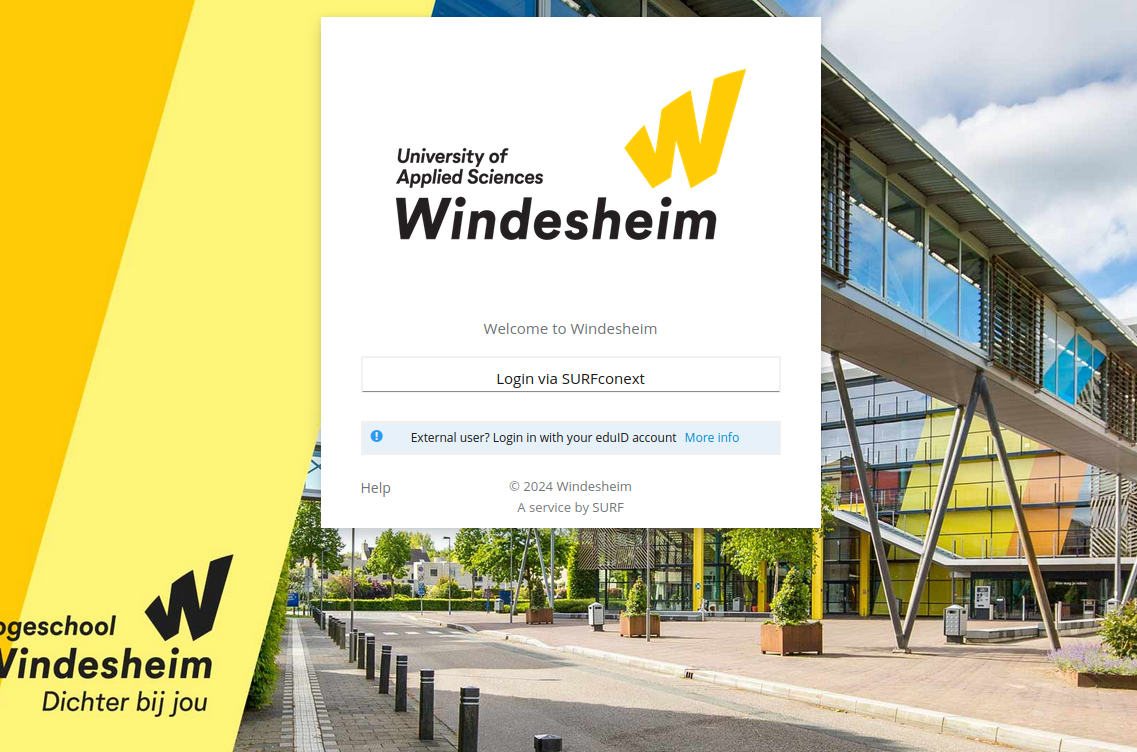 University of
Applied Sciences
Windesheim
Welcome to Windesheim
Login via SURFconext
External user? Login in with your eduID account More info
Help
© 2024 Windesheim
A service by SURF
ogeschool
Windesheim
Dichter bij jou